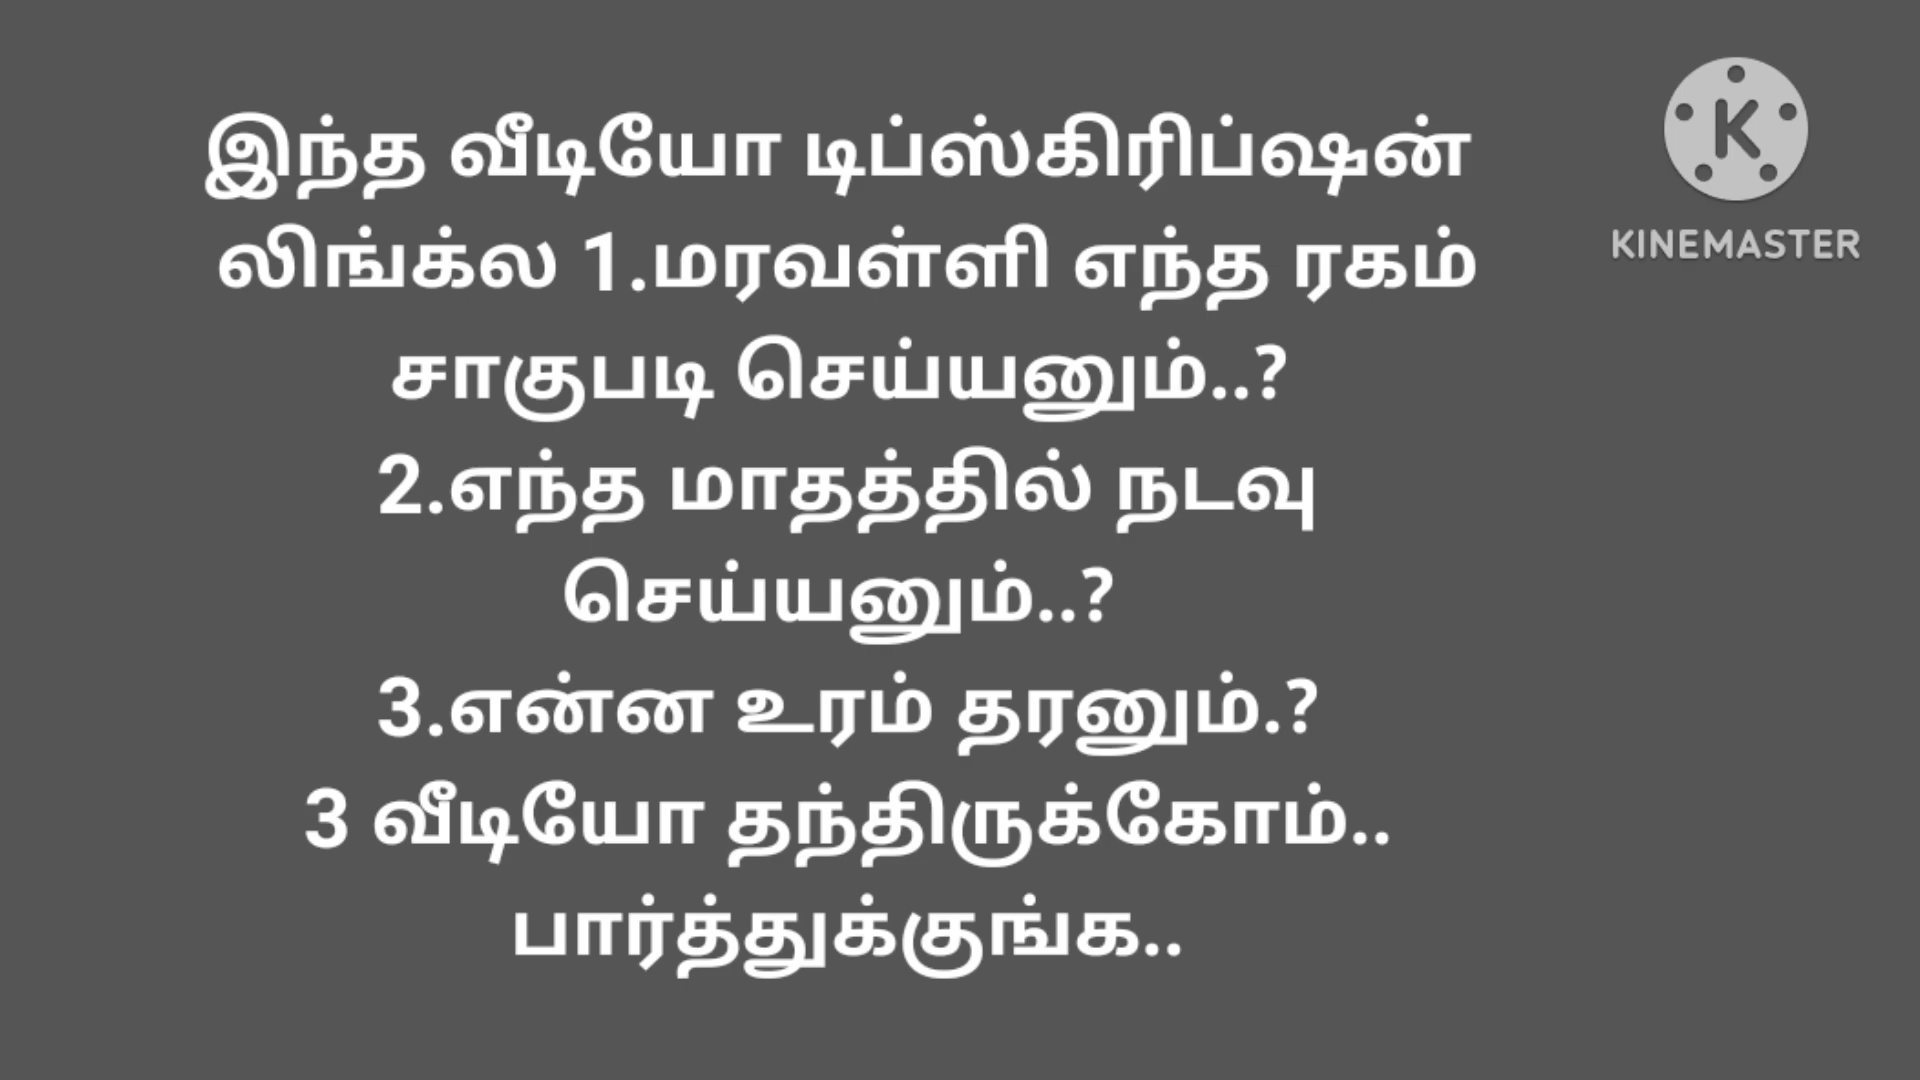 இந்த வீடியோ டிப்ஸ்கிரிப்ஷன்
லிங்க்ல 1.மரவள்ளி எந்த ரகம்
சாகுபடி செய்யனும்..?
2.எந்த மாதத்தில் நடவு
செய்யனும்..?
3.என்ன உரம் தரனும்.?
3 வீடியோ தந்திருக்கோம்..
பார்த்துக்குங்க..
K
KINEMASTER